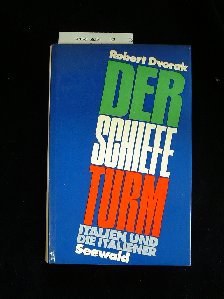 Robert Dvorak
DER
SCHIEFE
TURM
ITALIEN UND
DIE ITALIENER
Seewald